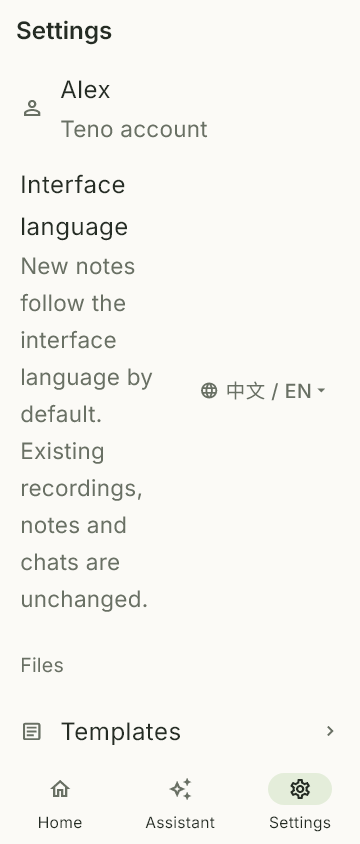 Settings
Alex
Teno account
Interface
language
New notes
follow the
interface
language by
default.
Existing
recordings,
notes and
chats are
unchanged.
中文 / EN
Files
Templates
Home
Assistant
Settings